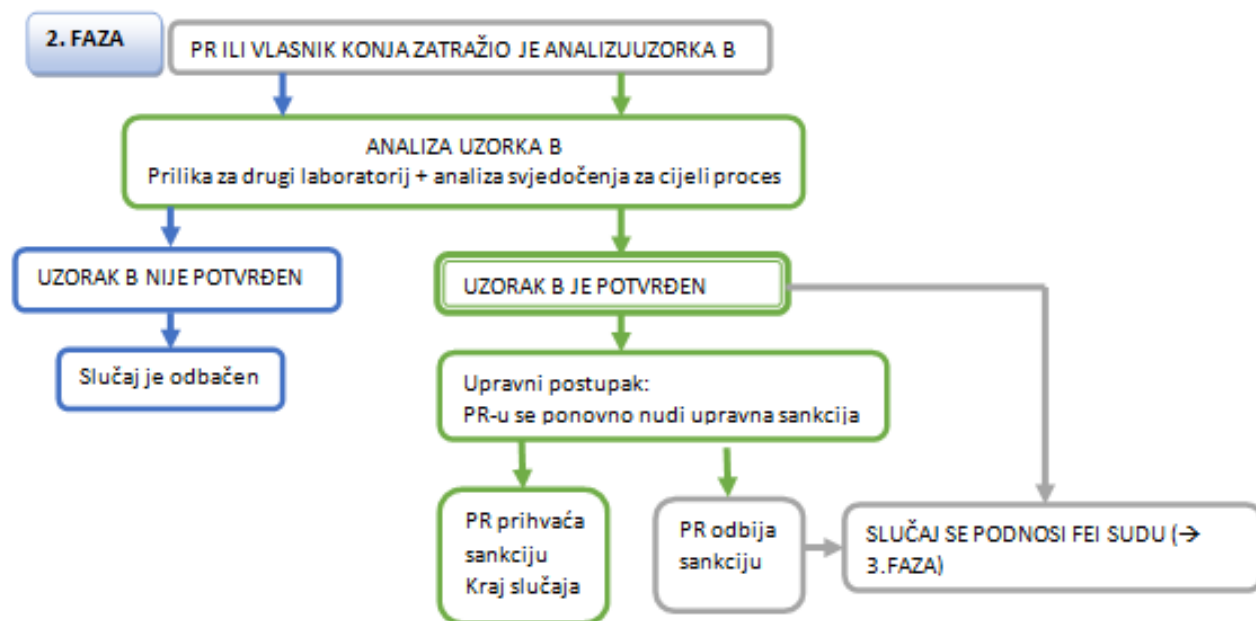 2. FAZA
PR ILI VLASNIK KONJA ZATRAŽIO JE ANALIZUUZORKA B
ANALIZA UZORKA B
Prilika za drugi laboratorij + analiza svjedočenja za cijeli proces
UZORAK B NIJE POTVRĐEN
UZORAK B JE POTVRĐEN
Slučaj je odbačen
Upravni postupak:
PR-u se ponovno nudi upravna sankcija
PR prihvaća
sankciju
Kraj slučaja
PR odbija
sankciju
SLUČAJ SE PODNOSI FEI SUDU (→
3.FAZA)